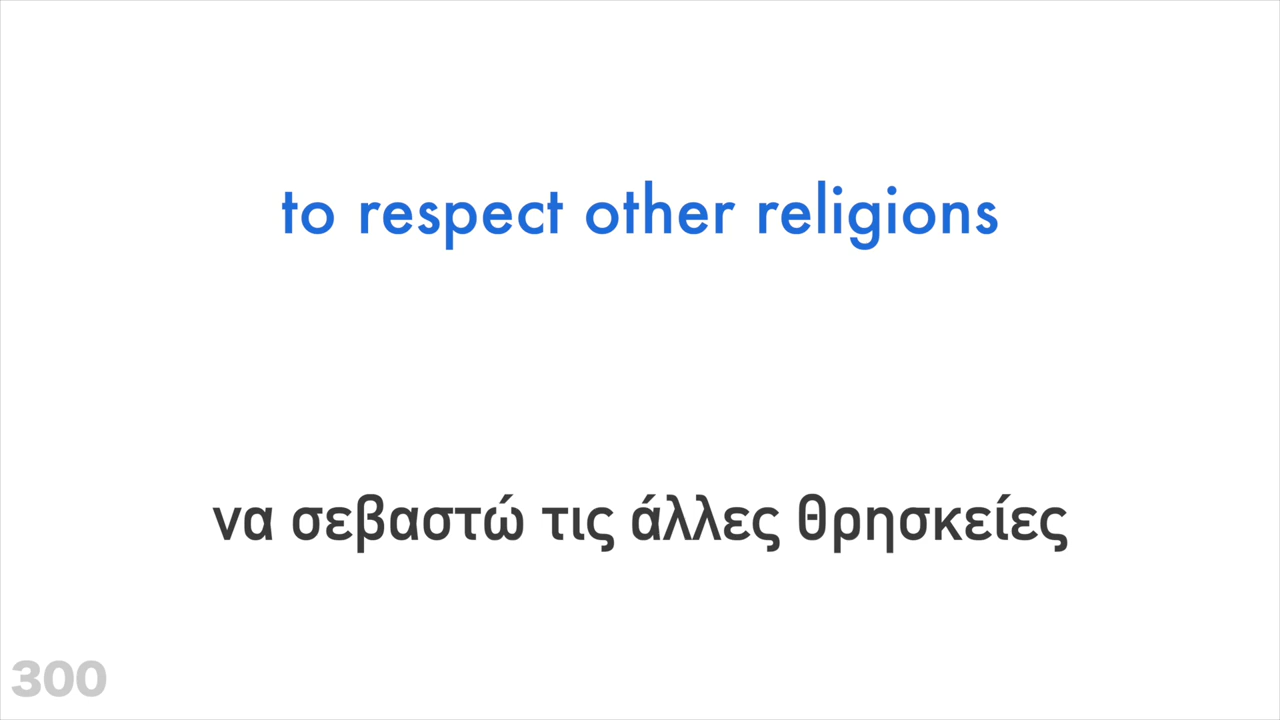 to respect other religions
να σεβαστώ τις άλλες θρησκείες
300